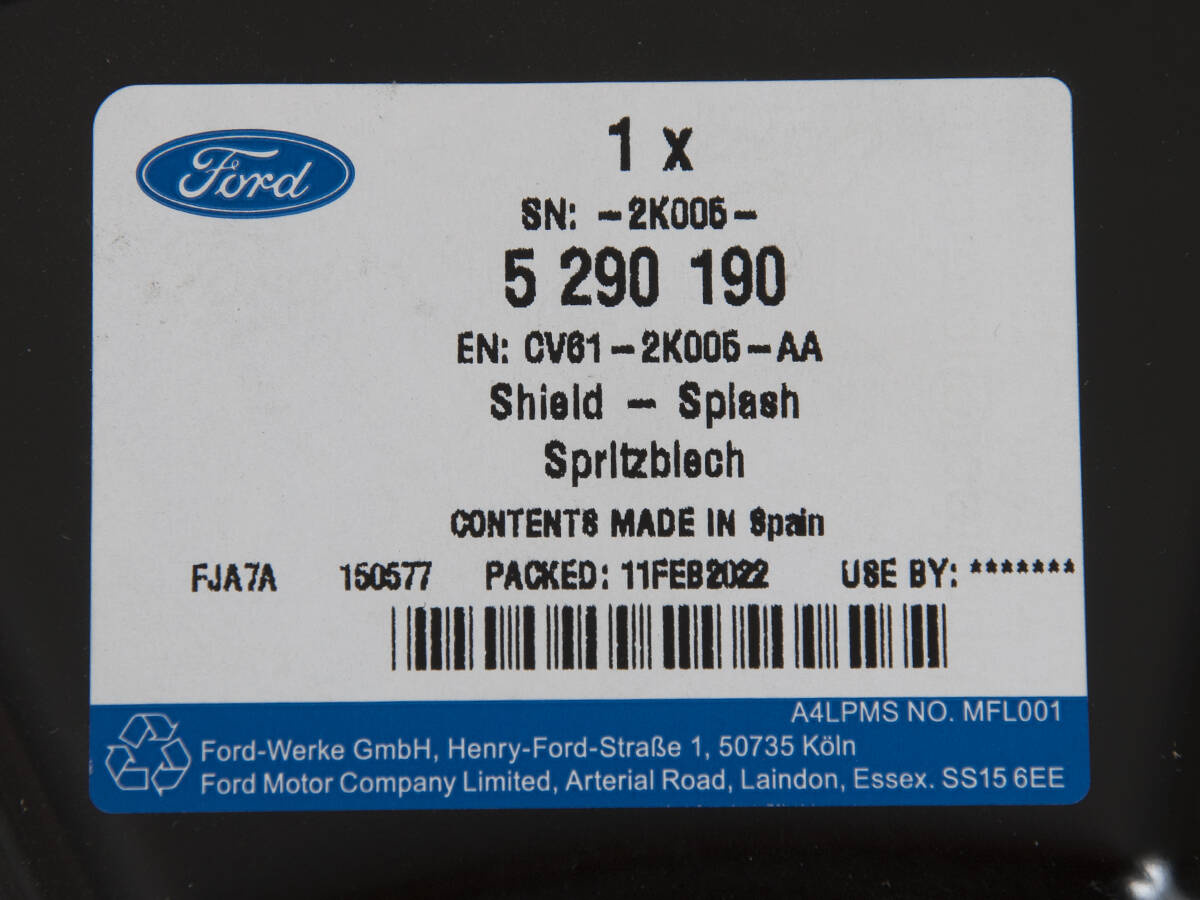 Ford
1 x
SN: -2K005-
5 290 190
EN: CV61-2K005-AA
Shield - Splash
Spritzblech
CONTENTS MADE IN Spain
FJA7A 150577 PACKED: 11FEB2022 USE BY: *******
A4LPMS NO. MFL001
Ford-Werke GmbH, Henry-Ford-Straße 1, 50735 Köln
Ford Motor Company Limited, Arterial Road, Laindon, Essex. SS15 6EE